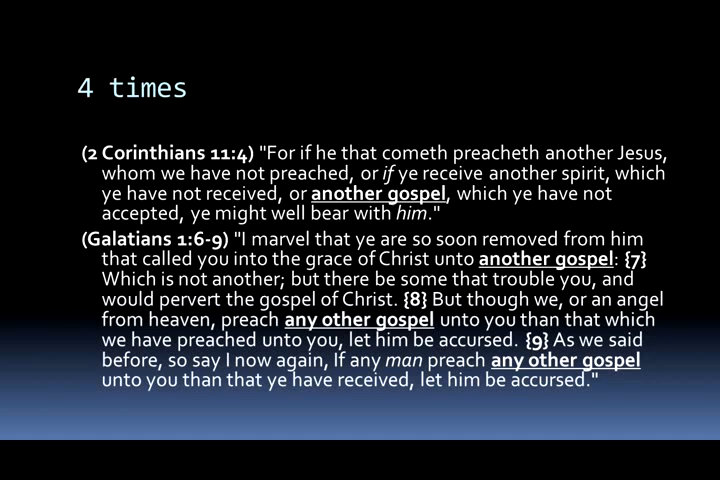 4 times
(2 Corinthians 11:4) "For if he that cometh preacheth another Jesus,
whom we have not preached, or if ye receive another spirit, which
ye have not received, or another gospel, which ye have not
accepted, ye might well bear with him."
(Galatians 1:6-9) "I marvel that ye are so soon removed from him
that called you into the grace of Christ unto another gospel: {7}
Which is not another; but there be some that trouble you, and
would pervert the gospel of Christ. {8} But though we, or an angel
from heaven, preach any other gospel unto you than that which
we have preached unto you, let him be accursed. {9} As we said
before, so say I now again, If any man preach any other gospel
unto you than that ye have received, let him be accursed."